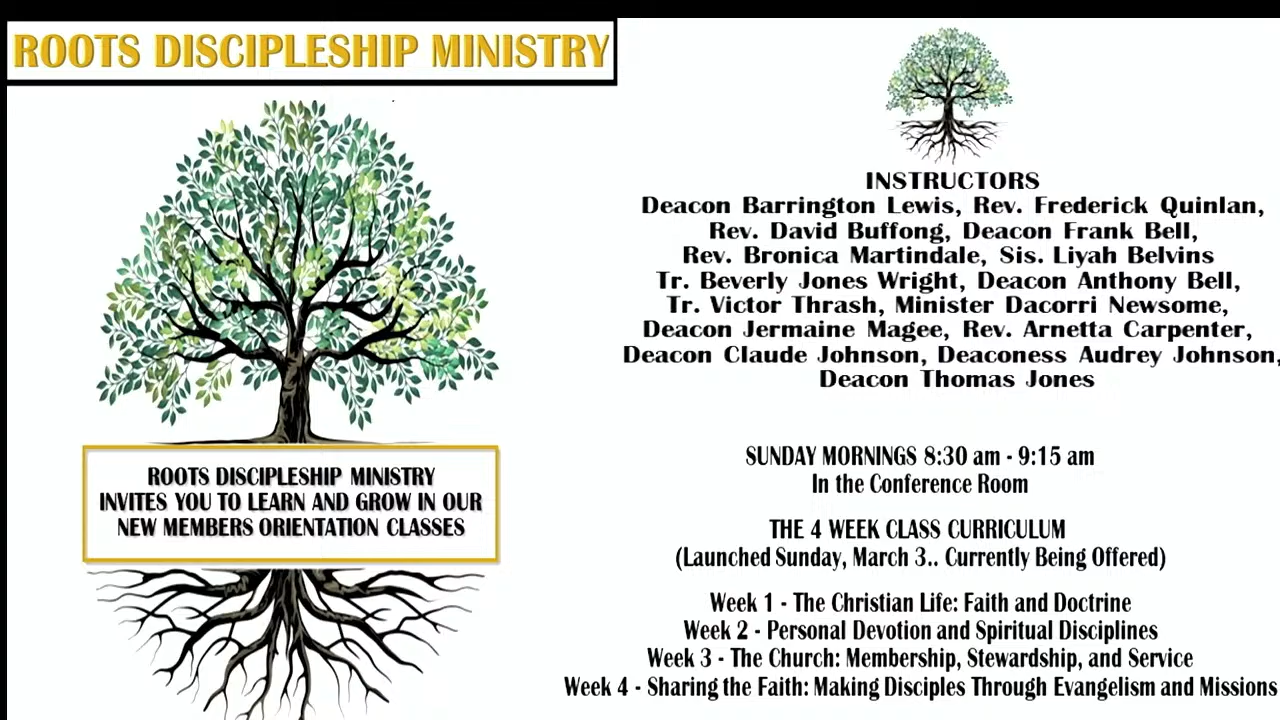 ROOTS DISCIPLESHIP MINISTRY
ROOTS DISCIPLESHIP MINISTRY
INVITES YOU TO LEARN AND GROW IN OUR
NEW MEMBERS ORIENTATION CLASSES
INSTRUCTORS
Deacon Barrington Lewis, Rev. Frederick Quinlan,
Rev. David Buffong, Deacon Frank Bell,
Rev. Bronica Martindale, Sis. Liyah Belvins
Tr. Beverly Jones Wright, Deacon Anthony Bell,
Tr. Victor Thrash, Minister Dacorri Newsome,
Deacon Jermaine Magee, Rev. Arnetta Carpenter,
Deacon Claude Johnson, Deaconess Audrey Johnson,
Deacon Thomas Jones
SUNDAY MORNINGS 8:30 am - 9:15 am
In the Conference Room
THE 4 WEEK CLASS CURRICULUM
(Launched Sunday, March 3.. Currently Being Offered)
Week 1 - The Christian Life: Faith and Doctrine
Week 2 - Personal Devotion and Spiritual Disciplines
Week 3 - The Church: Membership, Stewardship, and Service
Week 4 - Sharing the Faith: Making Disciples Through Evangelism and Missions